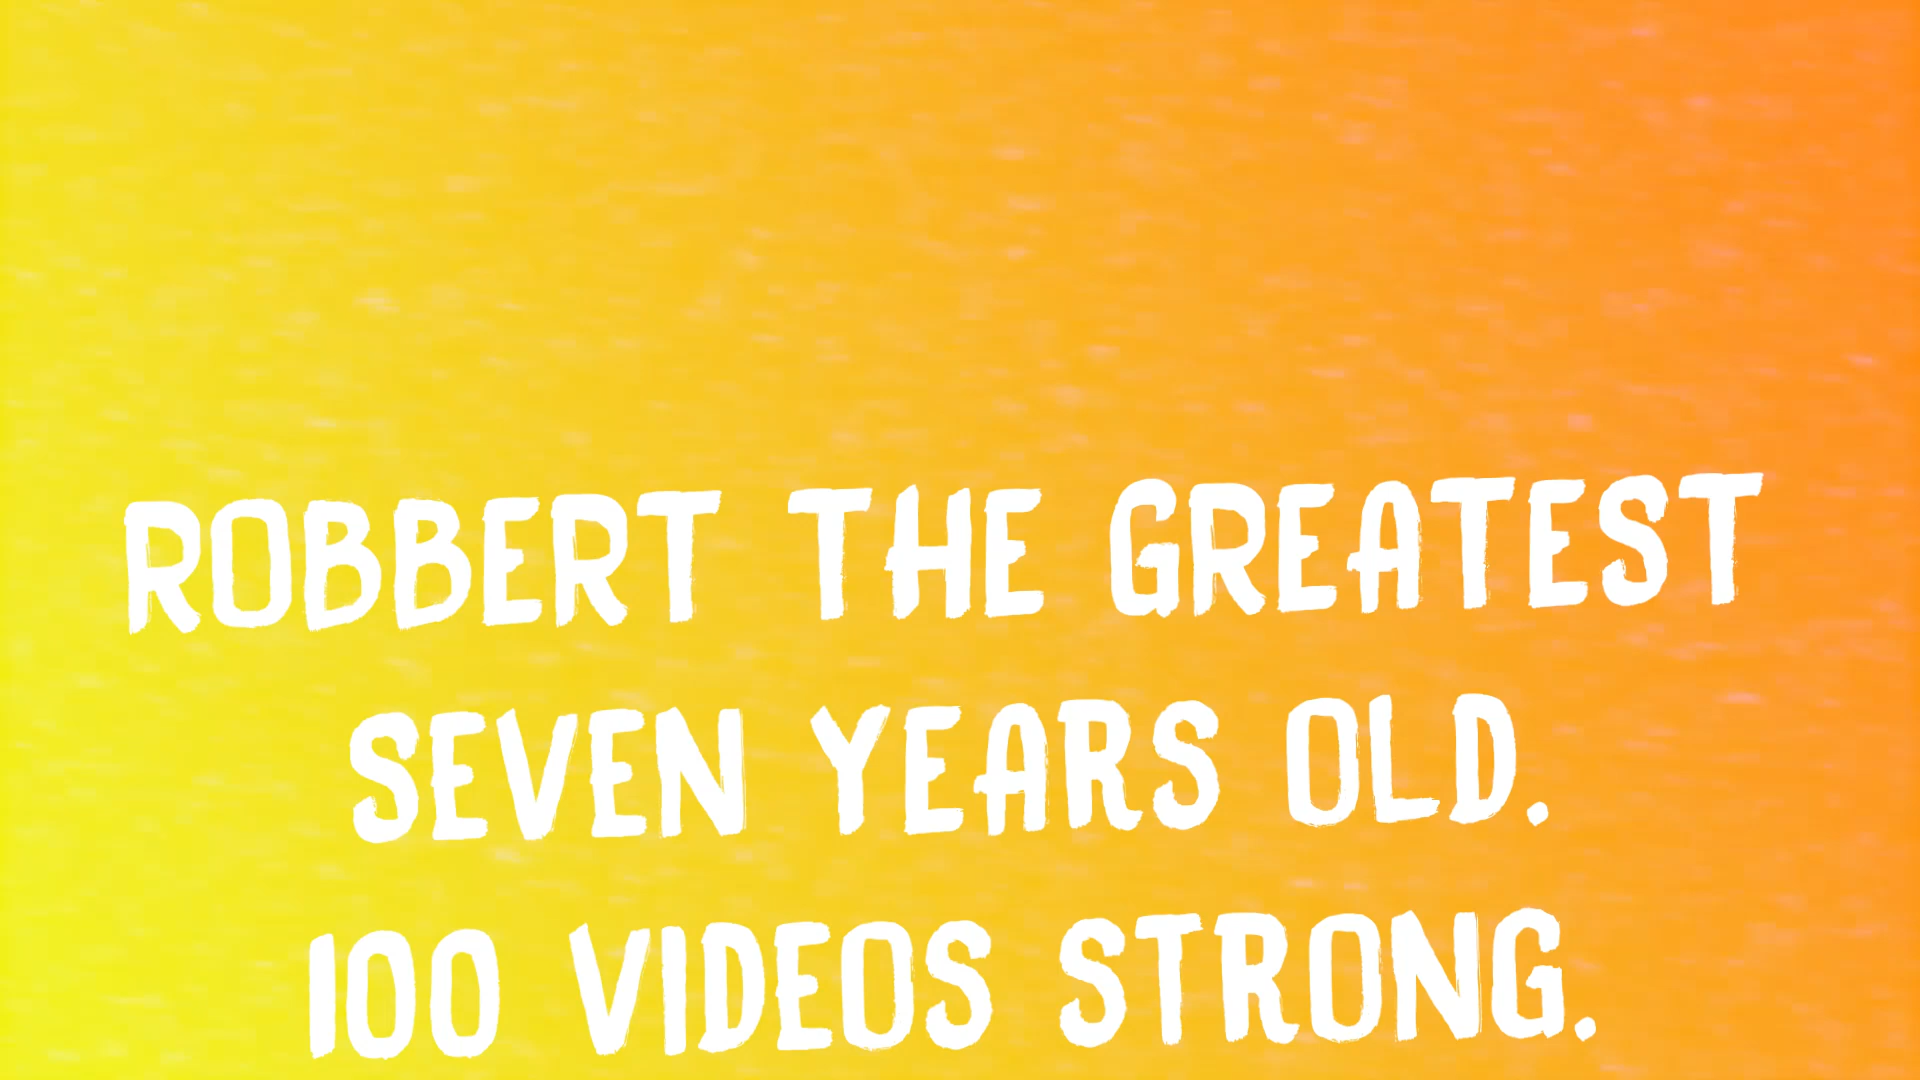 ROBBERT THE GREATEST
SEVEN YEARS OLD.
100 VIDEOS STRONG.